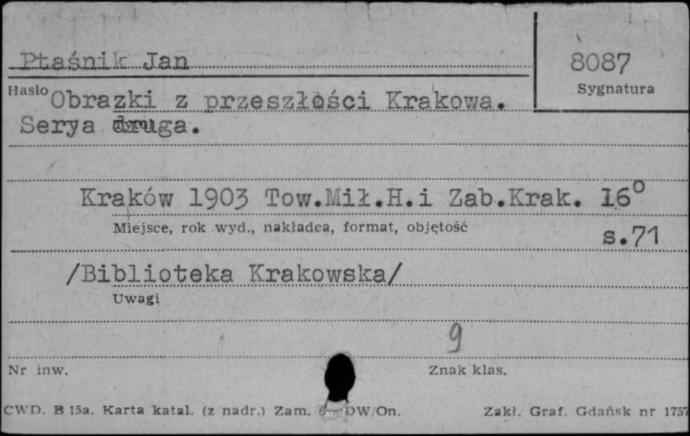 Ptaśnik Jan
8087
Sygnatura
Hasło
Obrazki z przeszłości Krakowa.
Serya druga.
Kraków 1903 Tow.Mił.H.i Zab.Krak. 16°
Miejsce, rok wyd., nakładca, format, objętość
s.71
/Biblioteka Krakowska/
Uwagi
9
Nr inw.
Znak klas.
CWD. B 15a. Karta katal. (z nadr.) Zam. DW/On.
Zakł. Graf. Gdańsk nr 1757